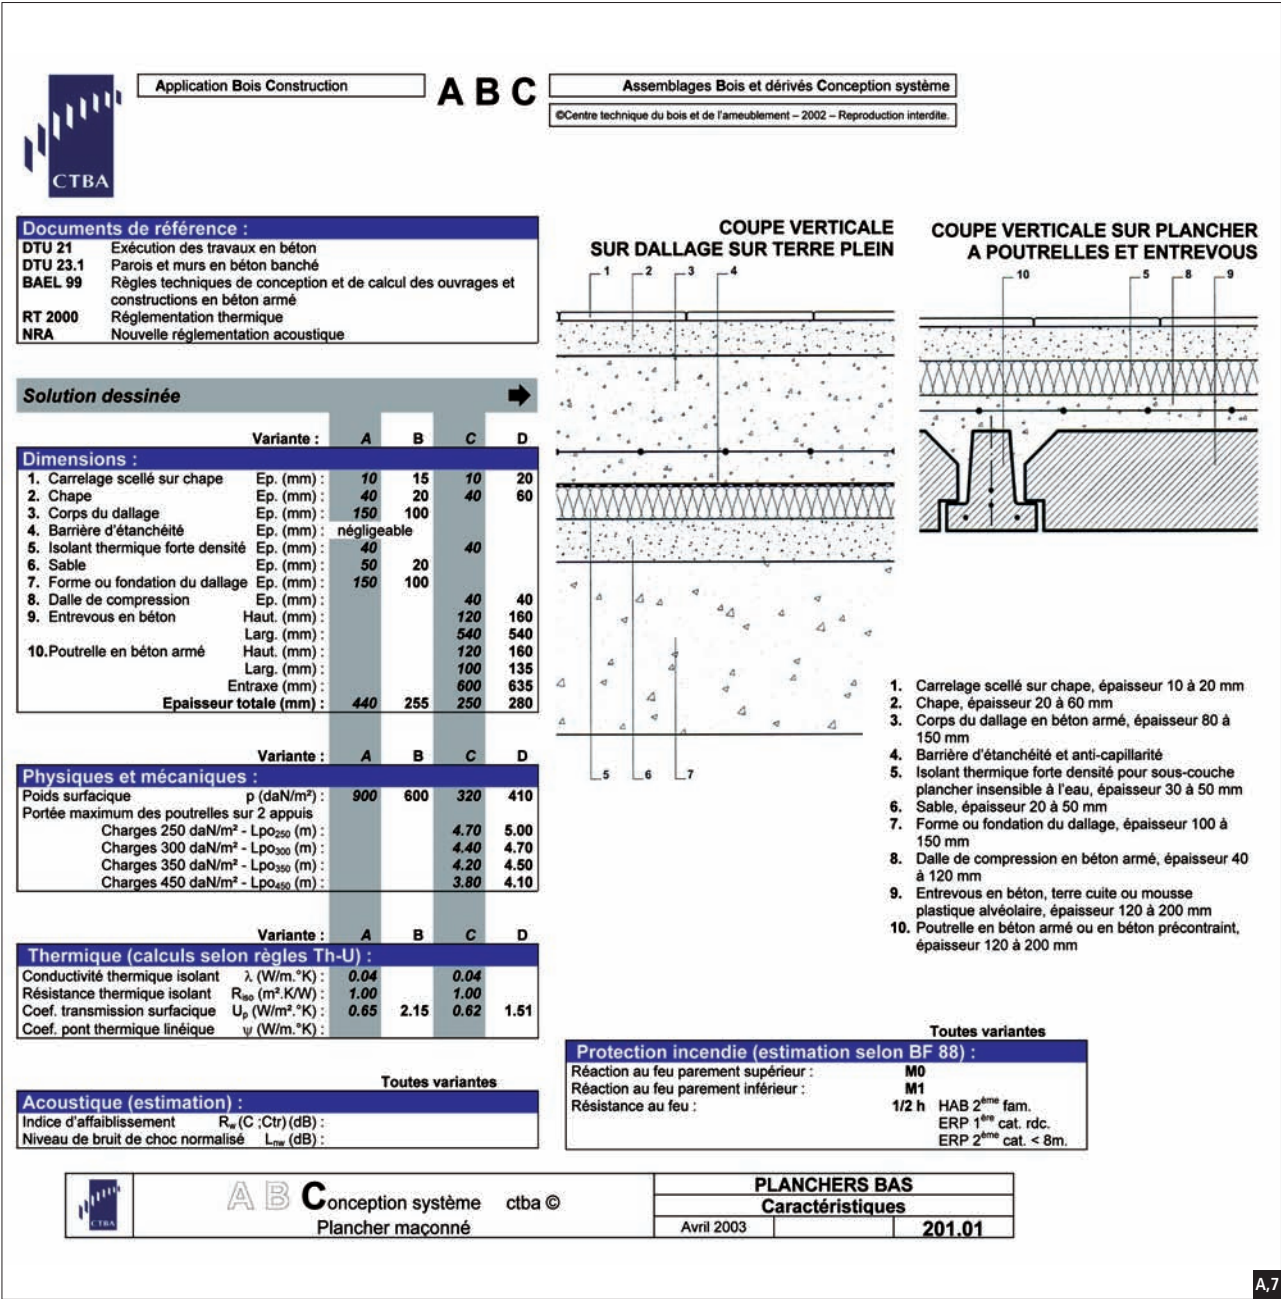 Application Bois Construction
A B C
Assemblages Bois et dérivés Conception système
©Centre technique du bois et de l'ameublement – 2002 – Reproduction interdite.
CTBA
Documents de référence :
DTU 21 Exécution des travaux en béton
DTU 23.1 Parois et murs en béton banché
BAEL 99 Règles techniques de conception et de calcul des ouvrages et
constructions en béton armé
RT 2000 Réglementation thermique
NRA Nouvelle réglementation acoustique
Solution dessinée
Variante : A B C D
Dimensions :
1. Carrelage scellé sur chape Ep. (mm) : 10 15 10 20
2. Chape Ep. (mm) : 40 20 40 60
3. Corps du dallage Ep. (mm) : 150 100
4. Barrière d'étanchéité Ep. (mm) : négligeable
5. Isolant thermique forte densité Ep. (mm) : 40 40
6. Sable Ep. (mm) : 50 20
7. Forme ou fondation du dallage Ep. (mm) : 150 100
8. Dalle de compression Ep. (mm) : 40 40
9. Entrevous en béton Haut. (mm) : 120 160
Larg. (mm) : 540 540
10.Poutrelle en béton armé Haut. (mm) : 120 160
Larg. (mm) : 100 135
Entraxe (mm) : 600 635
Epaisseur totale (mm) : 440 255 250 280
Variante : A B C D
Physiques et mécaniques :
Poids surfacique p (daN/m²) : 900 600 320 410
Portée maximum des poutrelles sur 2 appuis
Charges 250 daN/m² - Lpo250 (m) : 4.70 5.00
Charges 300 daN/m² - Lpo300 (m) : 4.40 4.70
Charges 350 daN/m² - Lpo350 (m) : 4.20 4.50
Charges 450 daN/m² - Lpo450 (m) : 3.80 4.10
Variante : A B C D
Thermique (calculs selon règles Th-U) :
Conductivité thermique isolant λ (W/m.°K) : 0.04 0.04
Résistance thermique isolant Riso (m².K/W) : 1.00 1.00
Coef. transmission surfacique Up (W/m².°K) : 0.65 2.15 0.62 1.51
Coef. pont thermique linéique ψ (W/m.°K) :
Toutes variantes
Acoustique (estimation) :
Indice d'affaiblissement Rw (C ;Ctr) (dB) :
Niveau de bruit de choc normalisé Lnw (dB) :
COUPE VERTICALE
SUR DALLAGE SUR TERRE PLEIN
1 2 3 4
5 6 7
COUPE VERTICALE SUR PLANCHER
A POUTRELLES ET ENTREVOUS
10 5 8 9
1. Carrelage scellé sur chape, épaisseur 10 à 20 mm
2. Chape, épaisseur 20 à 60 mm
3. Corps du dallage en béton armé, épaisseur 80 à
150 mm
4. Barrière d'étanchéité et anti-capillarité
5. Isolant thermique forte densité pour sous-couche
plancher insensible à l'eau, épaisseur 30 à 50 mm
6. Sable, épaisseur 20 à 50 mm
7. Forme ou fondation du dallage, épaisseur 100 à
150 mm
8. Dalle de compression en béton armé, épaisseur 40
à 120 mm
9. Entrevous en béton, terre cuite ou mousse
plastique alvéolaire, épaisseur 120 à 200 mm
10. Poutrelle en béton armé ou en béton précontraint,
épaisseur 120 à 200 mm
Toutes variantes
Protection incendie (estimation selon BF 88) :
Réaction au feu parement supérieur : M0
Réaction au feu parement inférieur : M1
Résistance au feu : 1/2 h HAB 2ème fam.
ERP 1ère cat. rdc.
ERP 2ème cat. < 8m.
CTBA
A B Conception système ctba ©
Plancher maçonné
PLANCHERS BAS
Caractéristiques
Avril 2003 201.01
A,7